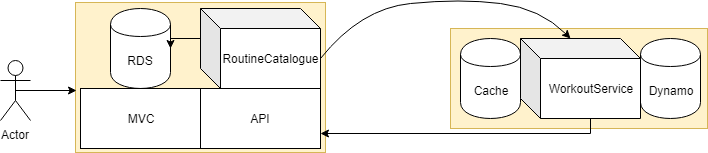 RDS
RoutineCatalogue
MVC
API
Actor
Cache
WorkoutService
Dynamo